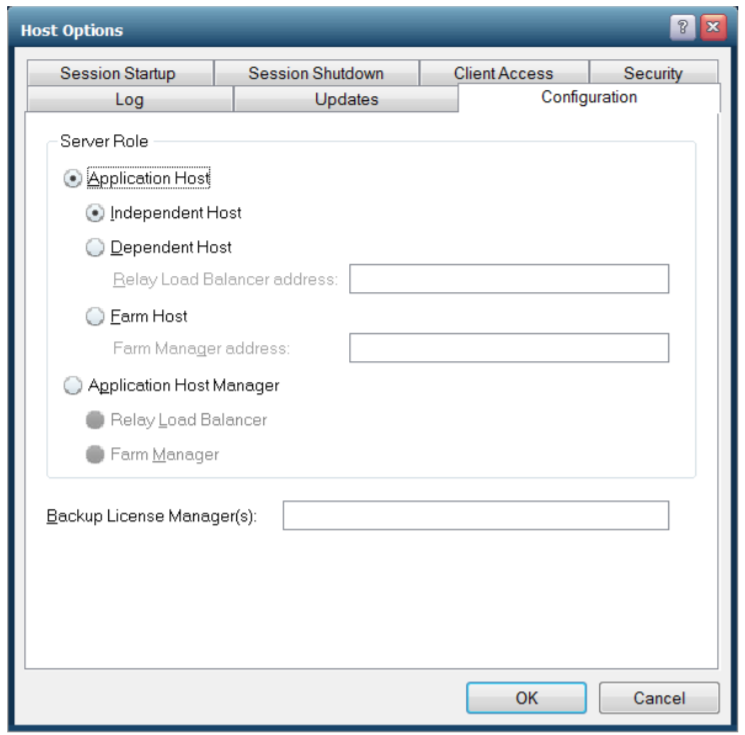 Host Options
?
Session Startup Session Shutdown Client Access Security
Log Updates Configuration
Server Role
Application Host
Independent Host
Dependent Host
Relay Load Balancer address:
Farm Host
Farm Manager address:
Application Host Manager
Relay Load Balancer
Farm Manager
Backup License Manager(s):
OK Cancel